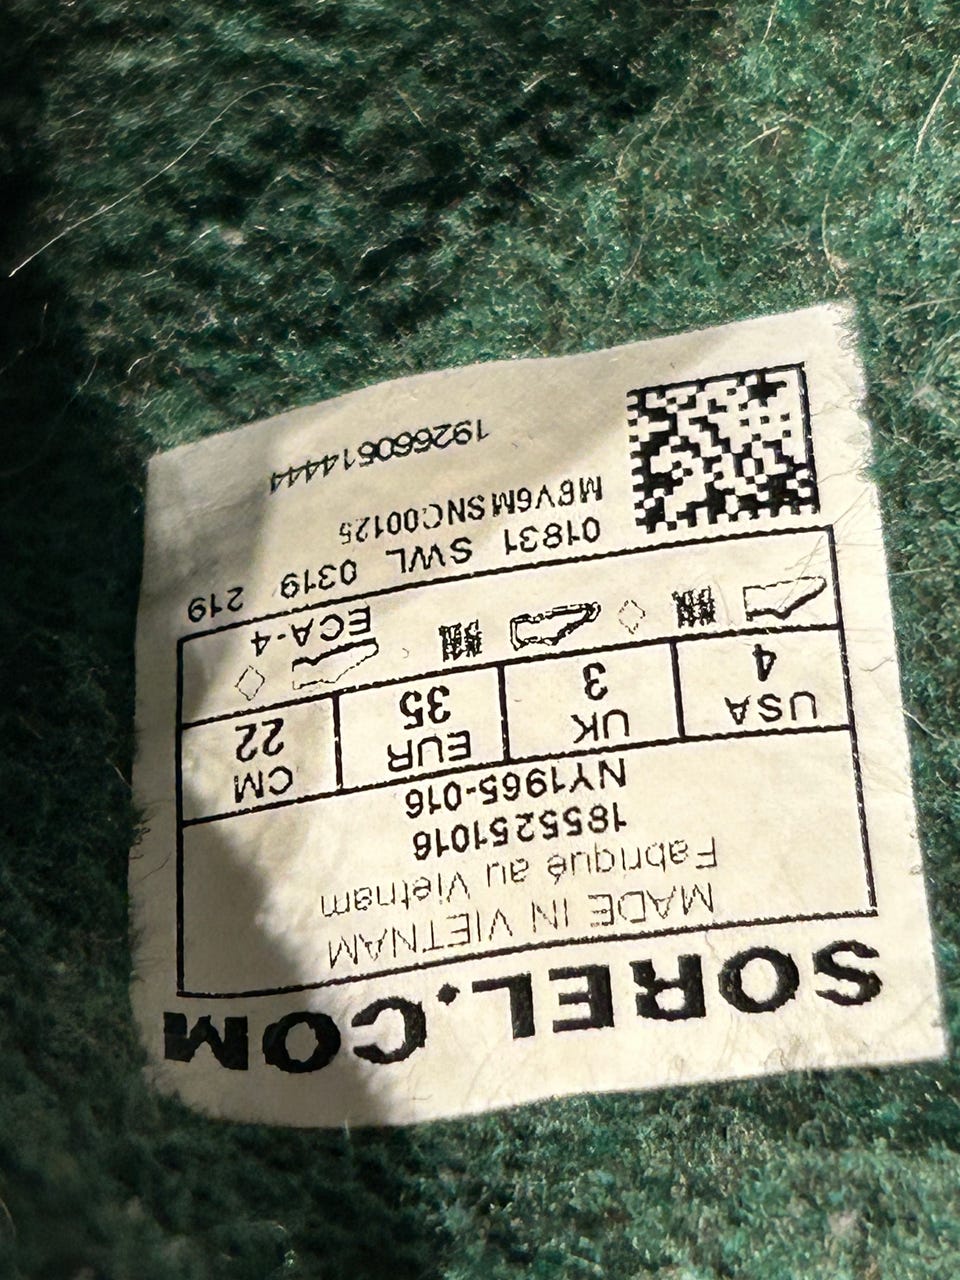 SOREL.COM
MADE IN VIETNAM
Fabriqué au Vietnam
1855251016
NY1965-016
USA UK EUR CM
4 3 35 22
ECA-4
01831 SWL 0319 219
M8V6MSNC00125
192660614444